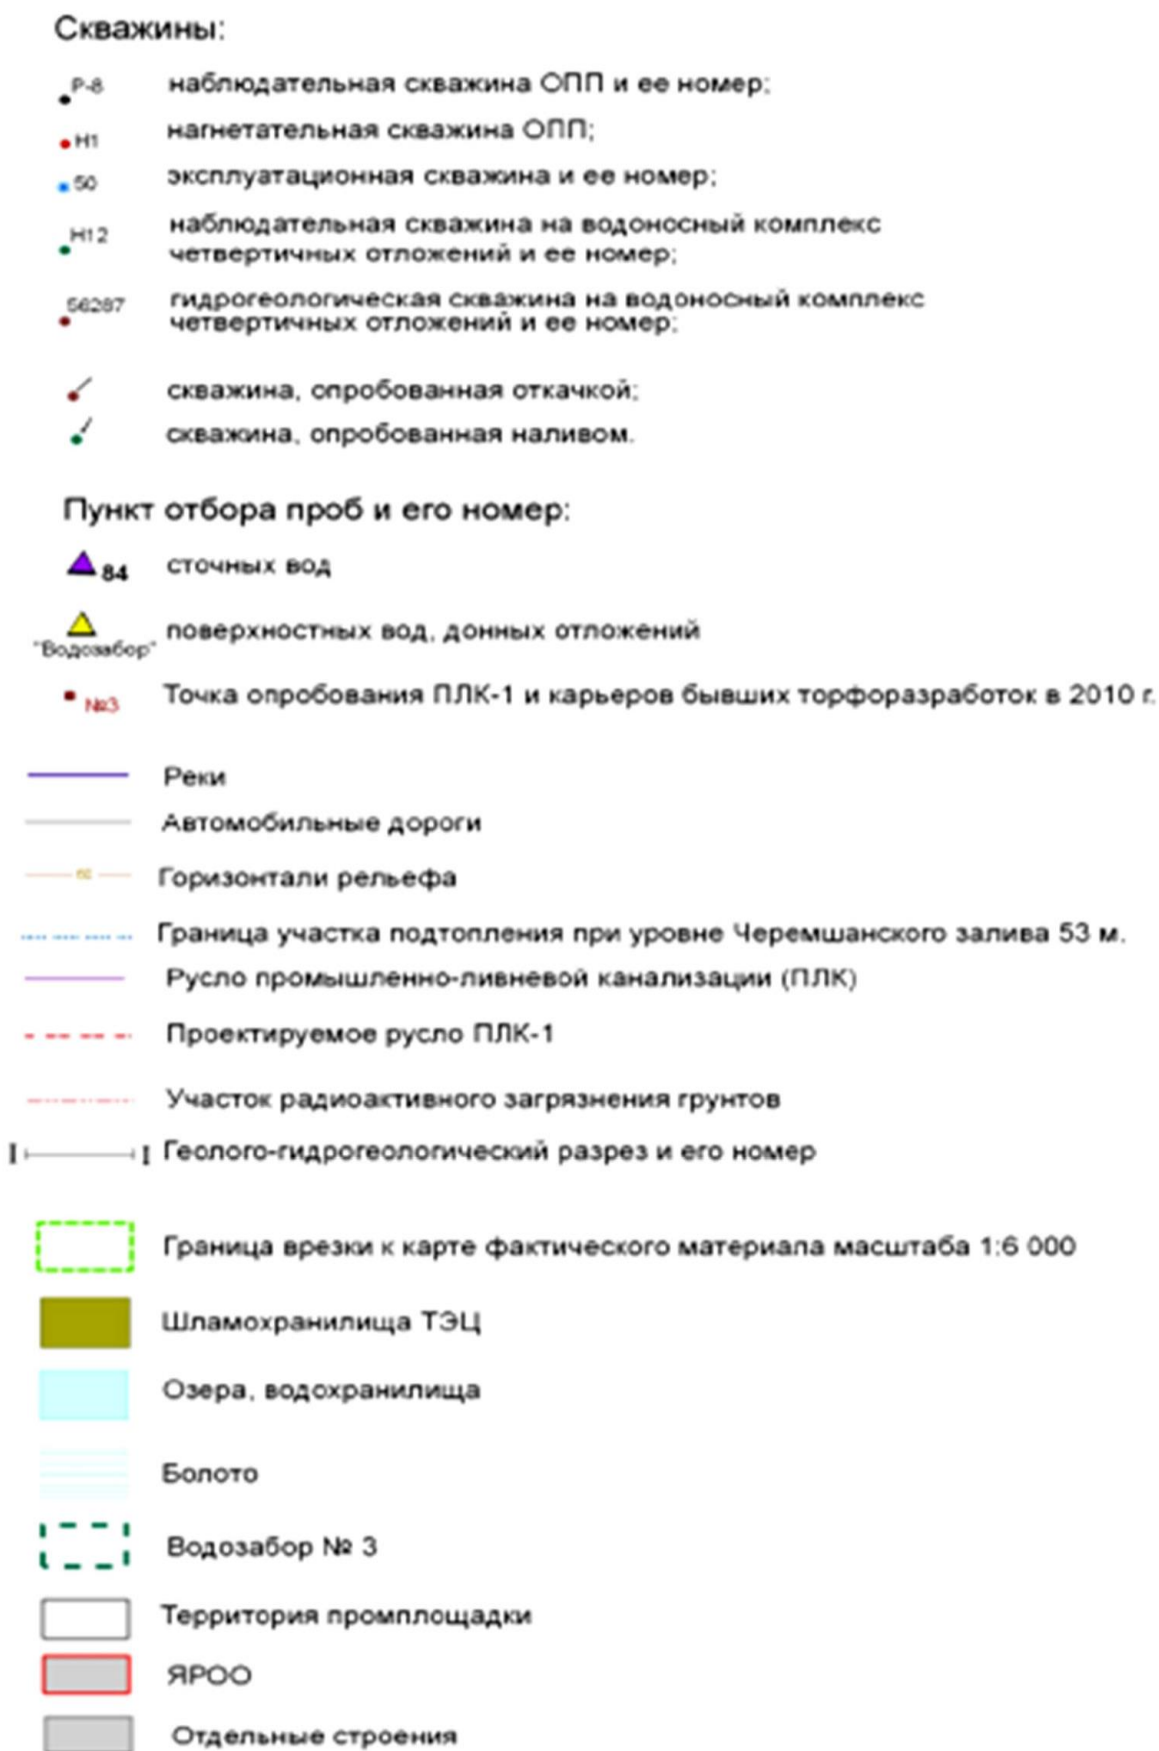 Скважины:
Р-8 наблюдательная скважина ОПП и ее номер;
Н1 нагнетательная скважина ОПП;
50 эксплуатационная скважина и ее номер;
Н12 наблюдательная скважина на водоносный комплекс
четвертичных отложений и ее номер;
56287 гидрогеологическая скважина на водоносный комплекс
четвертичных отложений и ее номер;
скважина, опробованная откачкой;
скважина, опробованная наливом.
Пункт отбора проб и его номер:
84 сточных вод
"Водозабор" поверхностных вод, донных отложений
№3 Точка опробования ПЛК-1 и карьеров бывших торфоразработок в 2010 г.
Реки
Автомобильные дороги
Горизонтали рельефа
Граница участка подтопления при уровне Черемшанского залива 53 м.
Русло промышленно-ливневой канализации (ПЛК)
Проектируемое русло ПЛК-1
Участок радиоактивного загрязнения грунтов
I I Геолого-гидрогеологический разрез и его номер
Граница врезки к карте фактического материала масштаба 1:6 000
Шламохранилища ТЭЦ
Озера, водохранилища
Болото
Водозабор № 3
Территория промплощадки
ЯРОО
Отдельные строения